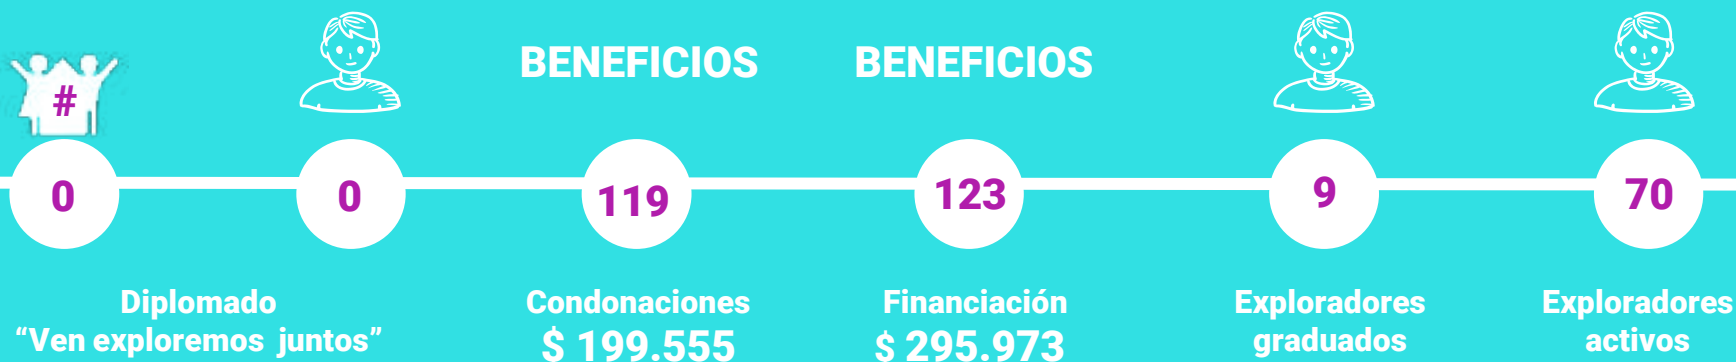 BENEFICIOS
BENEFICIOS
#
0
0
119
123
9
70
Diplomado
“Ven exploremos juntos”
Condonaciones
$ 199.555
Financiación
$ 295.973
Exploradores
graduados
Exploradores
activos